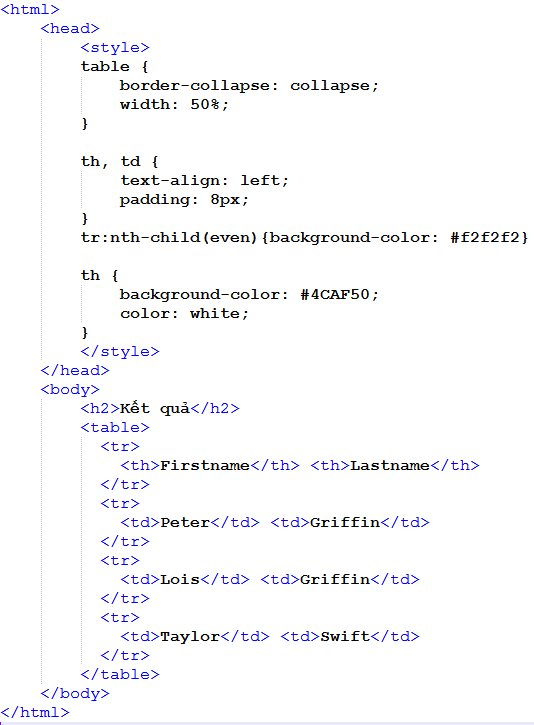 <html>
<head>
<style>
table {
border-collapse: collapse;
width: 50%;
}
th, td {
text-align: left;
padding: 8px;
}
tr:nth-child(even){background-color: #f2f2f2}
th {
background-color: #4CAF50;
color: white;
}
</style>
</head>
<body>
<h2>Kết quả</h2>
<table>
<tr>
<th>Firstname</th> <th>Lastname</th>
</tr>
<tr>
<td>Peter</td> <td>Griffin</td>
</tr>
<tr>
<td>Lois</td> <td>Griffin</td>
</tr>
<tr>
<td>Taylor</td> <td>Swift</td>
</tr>
</table>
</body>
</html>